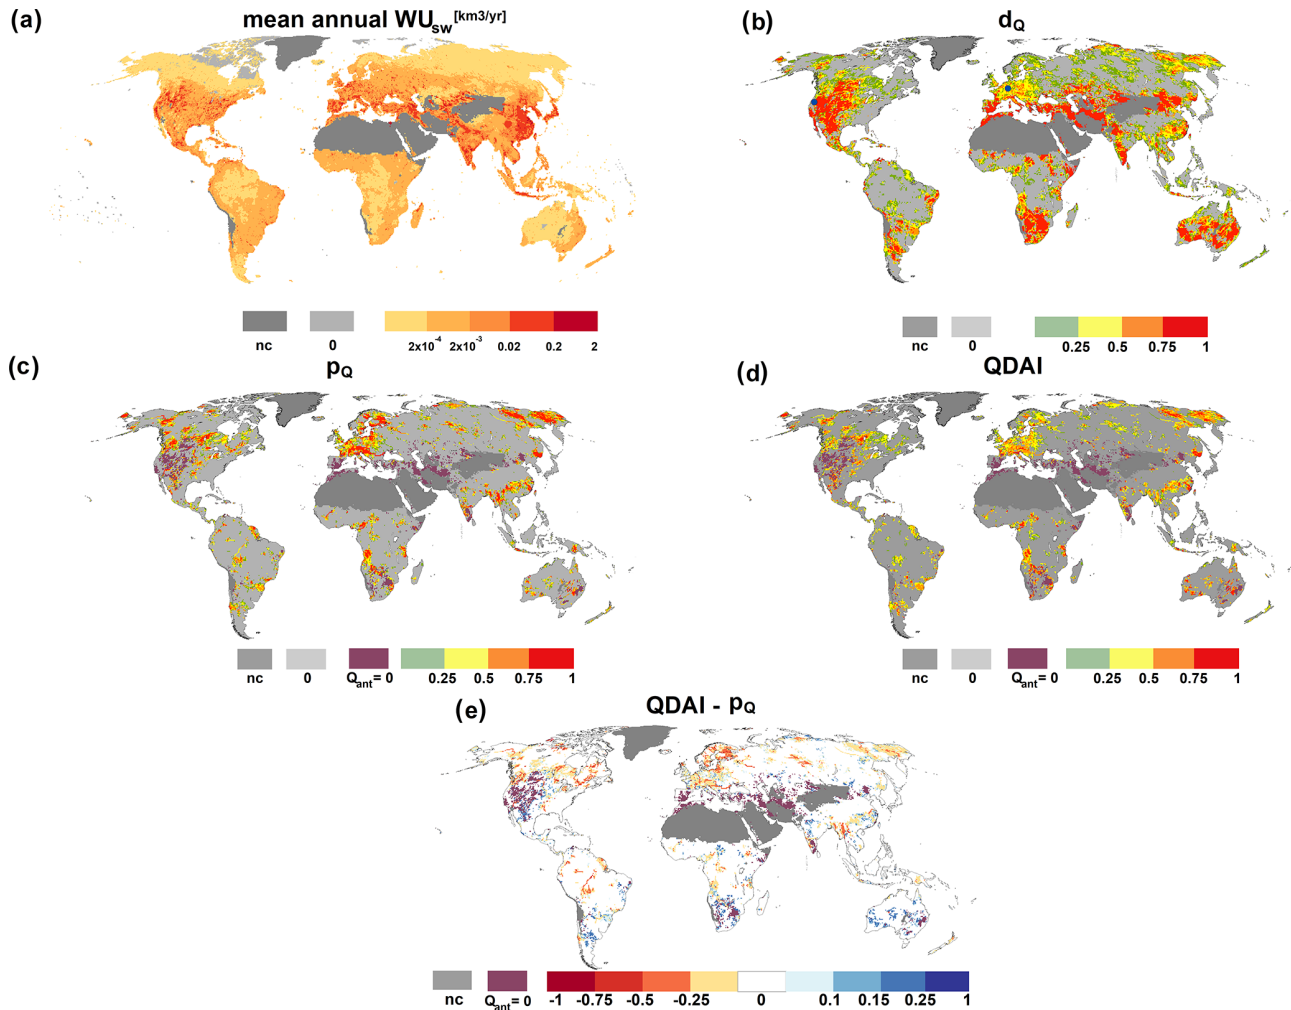 (a)
mean annual WUsw[km3/yr]
nc 0 2x10⁻⁴ 2x10⁻³ 0.02 0.2 2
(b)
dQ
nc 0 0.25 0.5 0.75 1
(c)
pQ
nc 0 Qant= 0 0.25 0.5 0.75 1
(d)
QDAI
nc 0 Qant= 0 0.25 0.5 0.75 1
(e)
QDAI - pQ
nc Qant= 0 -1 -0.75 -0.5 -0.25 0 0.1 0.15 0.25 1